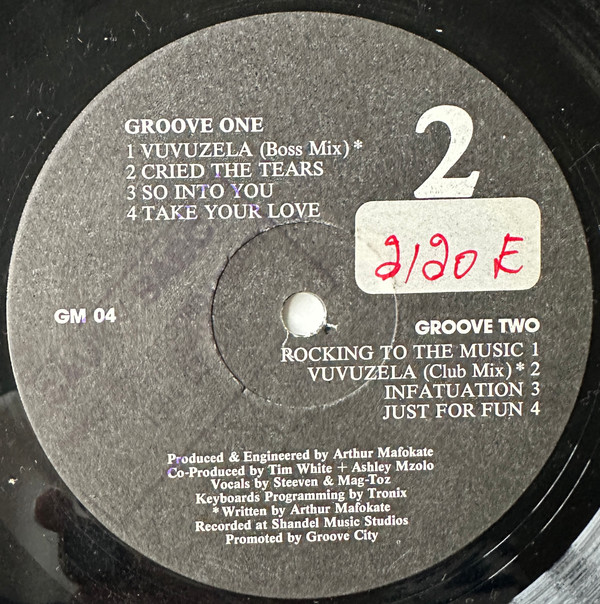 GROOVE ONE
1 VUVUZELA (Boss Mix)*
2 CRIED THE TEARS
3 SO INTO YOU
4 TAKE YOUR LOVE
2
2120 E
GM 04
GROOVE TWO
ROCKING TO THE MUSIC 1
VUVUZELA (Club Mix)* 2
INFATUATION 3
JUST FOR FUN 4
Produced & Engineered by Arthur Mafokate
Co-Produced by Tim White + Ashley Mzolo
Vocals by Steeven & Mag-Toz
Keyboards Programming by Tronix
*Written by Arthur Mafokate
Recorded at Shandel Music Studios
Promoted by Groove City